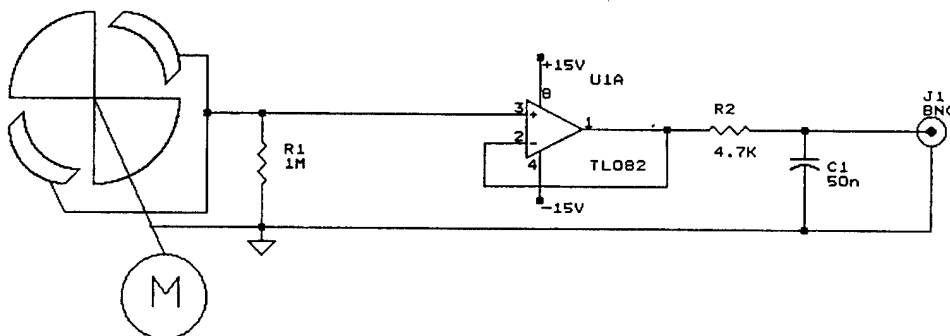 +15V
U1A
8
3
+
1
2
-
4
TL082
-15V
R1
1M
R2
4.7K
C1
50n
J1
BNC
M